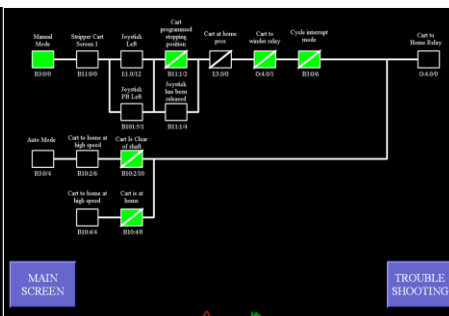 Manual
Mode
B3:0/0
Stripper Cart
Screen 1
B11:0/0
Joystick
Left
I1.0/12
Cart
programmed
stopping
position
B11:1/2
Cart at home
prox
I:3.0/0
Cart to
winder relay
O:4.0/1
Cycle interrupt
mode
B3:0/6
Cart to
Home Relay
O:4.0/0
Joystick
PB Left
B101:5/1
Joystick
has been
released
B11:1/4
Auto Mode
B3:0/4
Cart to home at
high speed
B10:2/6
Cart Is Clear
of shaft
B10:2/10
Cart to home at
high speed
B10:4/4
Cart is at
home
B10:4/8
MAIN
SCREEN
TROUBLE
SHOOTING